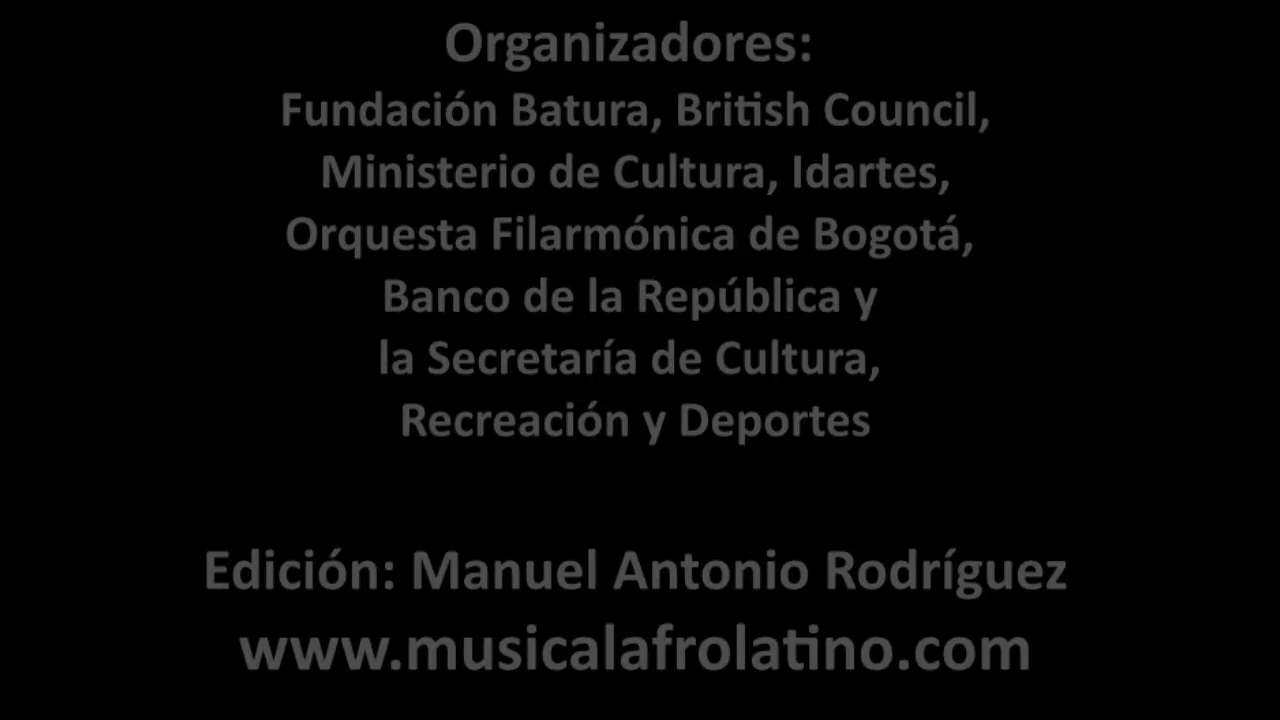 Organizadores:
Fundación Batura, British Council,
Ministerio de Cultura, Idartes,
Orquesta Filarmónica de Bogotá,
Banco de la República y
la Secretaría de Cultura,
Recreación y Deportes
Edición: Manuel Antonio Rodríguez
www.musicalafrolatino.com